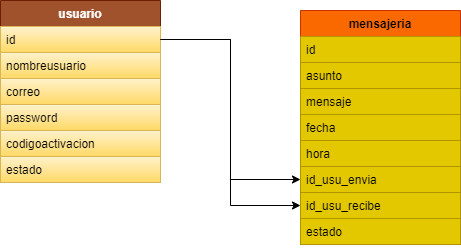 usuario
id
nombreusuario
correo
password
codigoactivacion
estado
mensajeria
id
asunto
mensaje
fecha
hora
id_usu_envia
id_usu_recibe
estado